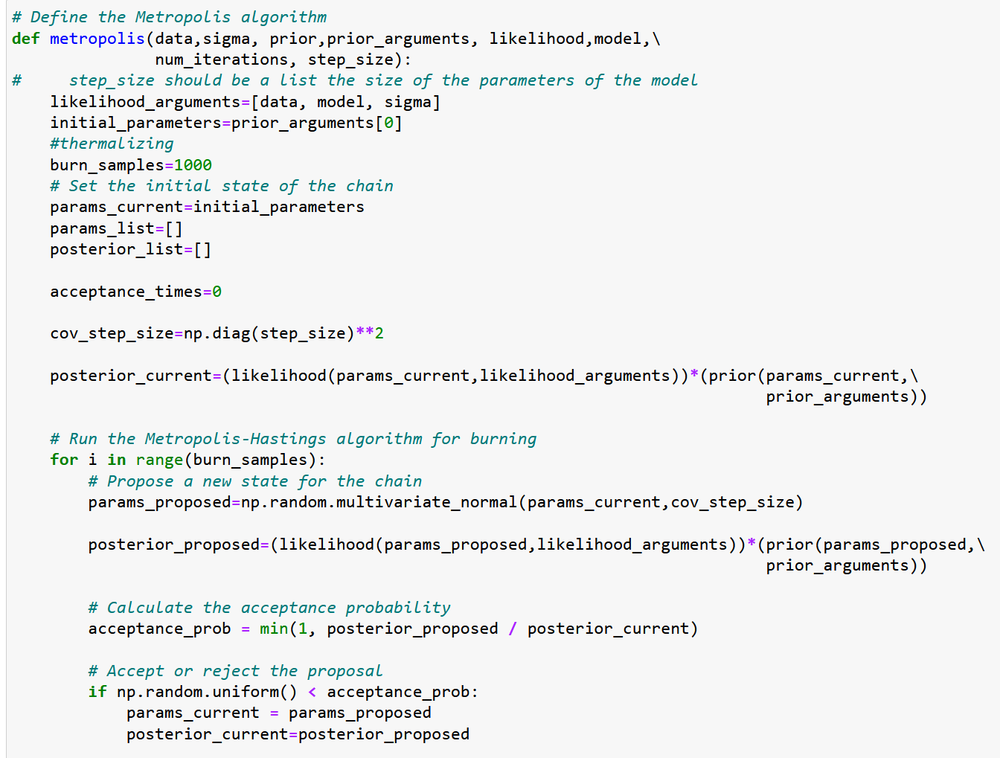 # Define the Metropolis algorithm
def metropolis(data,sigma, prior,prior_arguments, likelihood,model,\
               num_iterations, step_size):
#     step_size should be a list the size of the parameters of the model
    likelihood_arguments=[data, model, sigma]
    initial_parameters=prior_arguments[0]
    #thermalizing
    burn_samples=1000
    # Set the initial state of the chain
    params_current=initial_parameters
    params_list=[]
    posterior_list=[]

    acceptance_times=0

    cov_step_size=np.diag(step_size)**2

    posterior_current=(likelihood(params_current,likelihood_arguments))*(prior(params_current,\
                                                                               prior_arguments))

    # Run the Metropolis-Hastings algorithm for burning
    for i in range(burn_samples):
        # Propose a new state for the chain
        params_proposed=np.random.multivariate_normal(params_current,cov_step_size)

        posterior_proposed=(likelihood(params_proposed,likelihood_arguments))*(prior(params_proposed,\
                                                                               prior_arguments))

        # Calculate the acceptance probability
        acceptance_prob = min(1, posterior_proposed / posterior_current)

        # Accept or reject the proposal
        if np.random.uniform() < acceptance_prob:
            params_current = params_proposed
            posterior_current=posterior_proposed